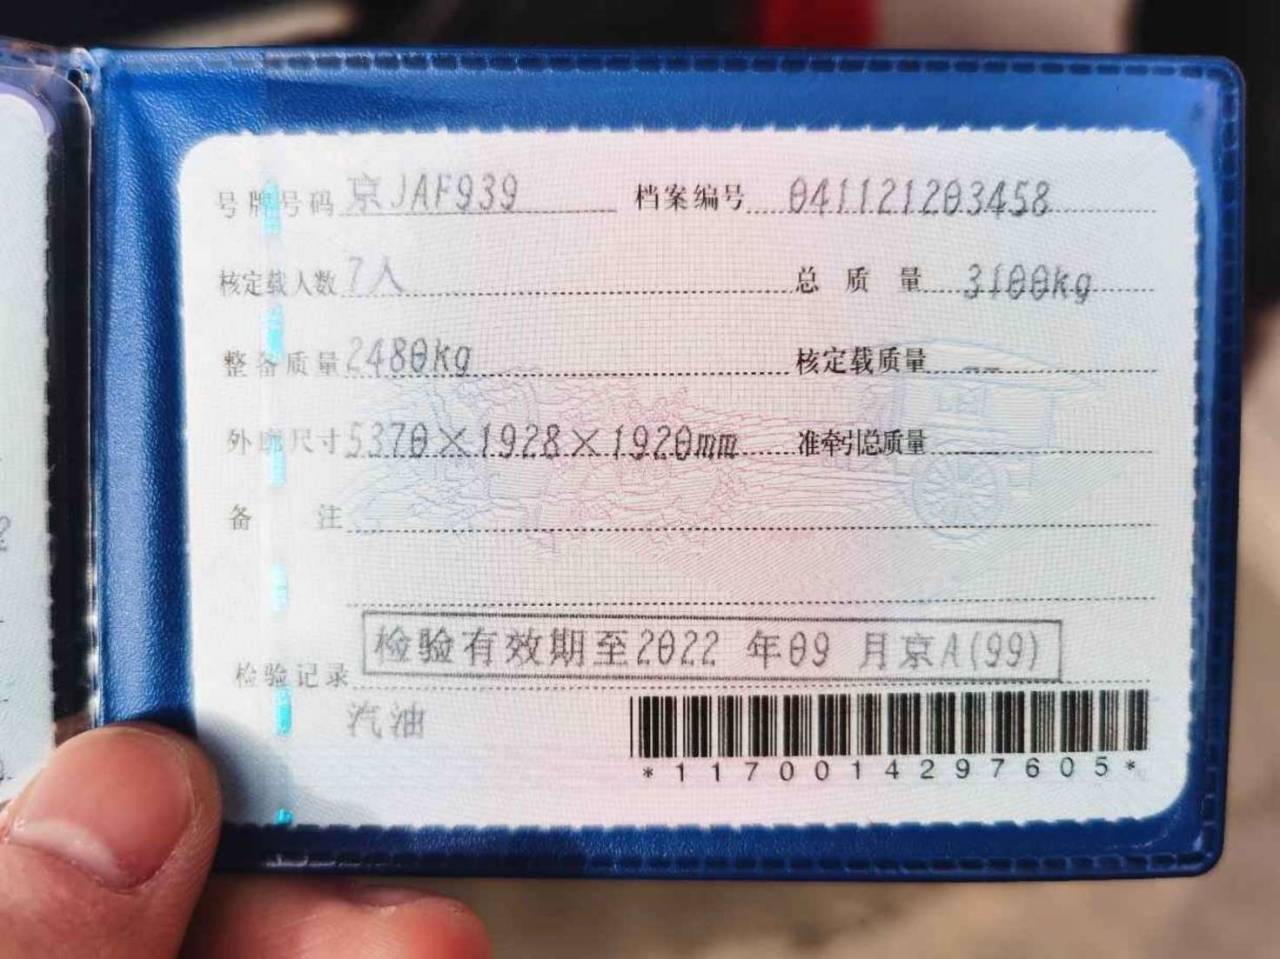 号牌号码 京JAF939 档案编号 041121203458
核定载人数 7人 总质量 3100kg
整备质量 2480kg 核定载质量 --
外廓尺寸 5370×1928×1920mm 准牵引总质量 --
备注
检验有效期至2022 年09 月京A(99)
检验记录
汽油
*1170014297605*